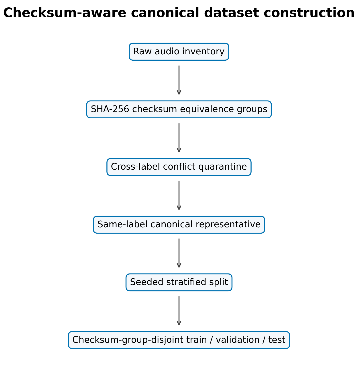 Checksum-aware canonical dataset construction
Raw audio inventory
SHA-256 checksum equivalence groups
Cross-label conflict quarantine
Same-label canonical representative
Seeded stratified split
Checksum-group-disjoint train / validation / test